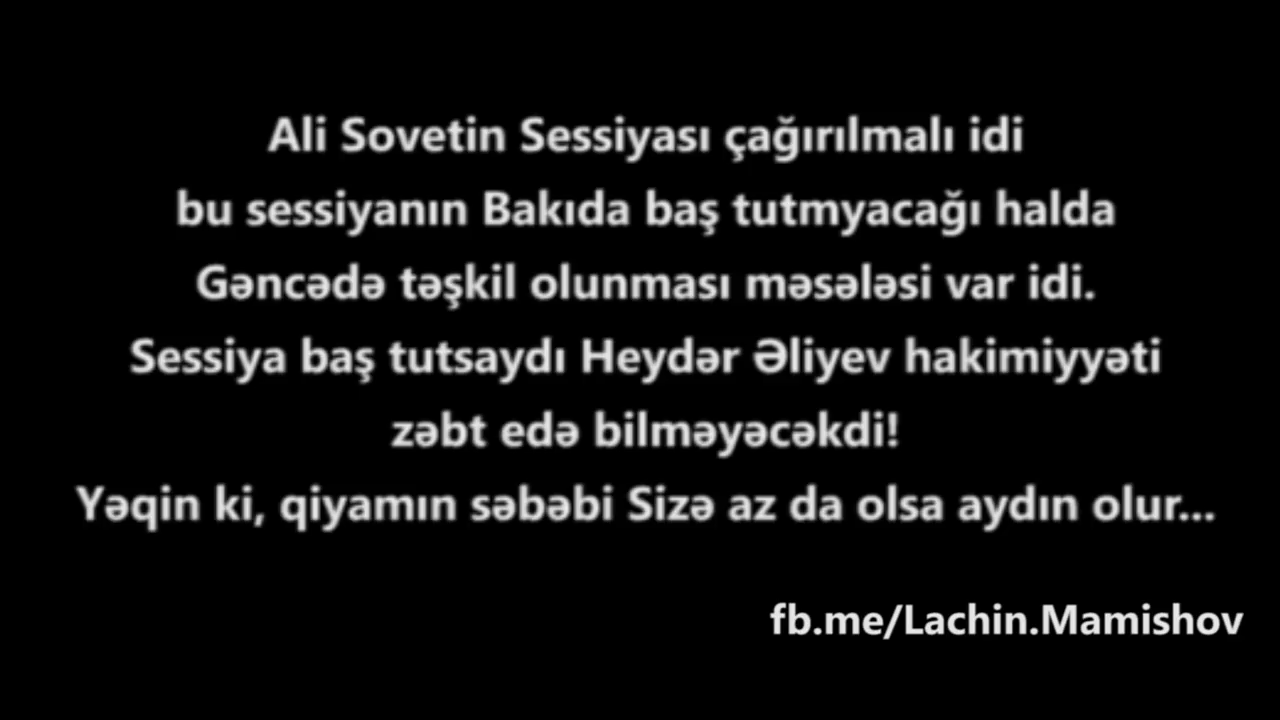 Ali Sovetin Sessiyası çağırılmalı idi
bu sessiyanın Bakıda baş tutmyacağı halda
Gəncədə təşkil olunması məsələsi var idi.
Sessiya baş tutsaydı Heydər Əliyev hakimiyyəti
zəbt edə bilməyəcəkdi!
Yəqin ki, qiyamın səbəbi Sizə az da olsa aydın olur...
fb.me/Lachin.Mamishov